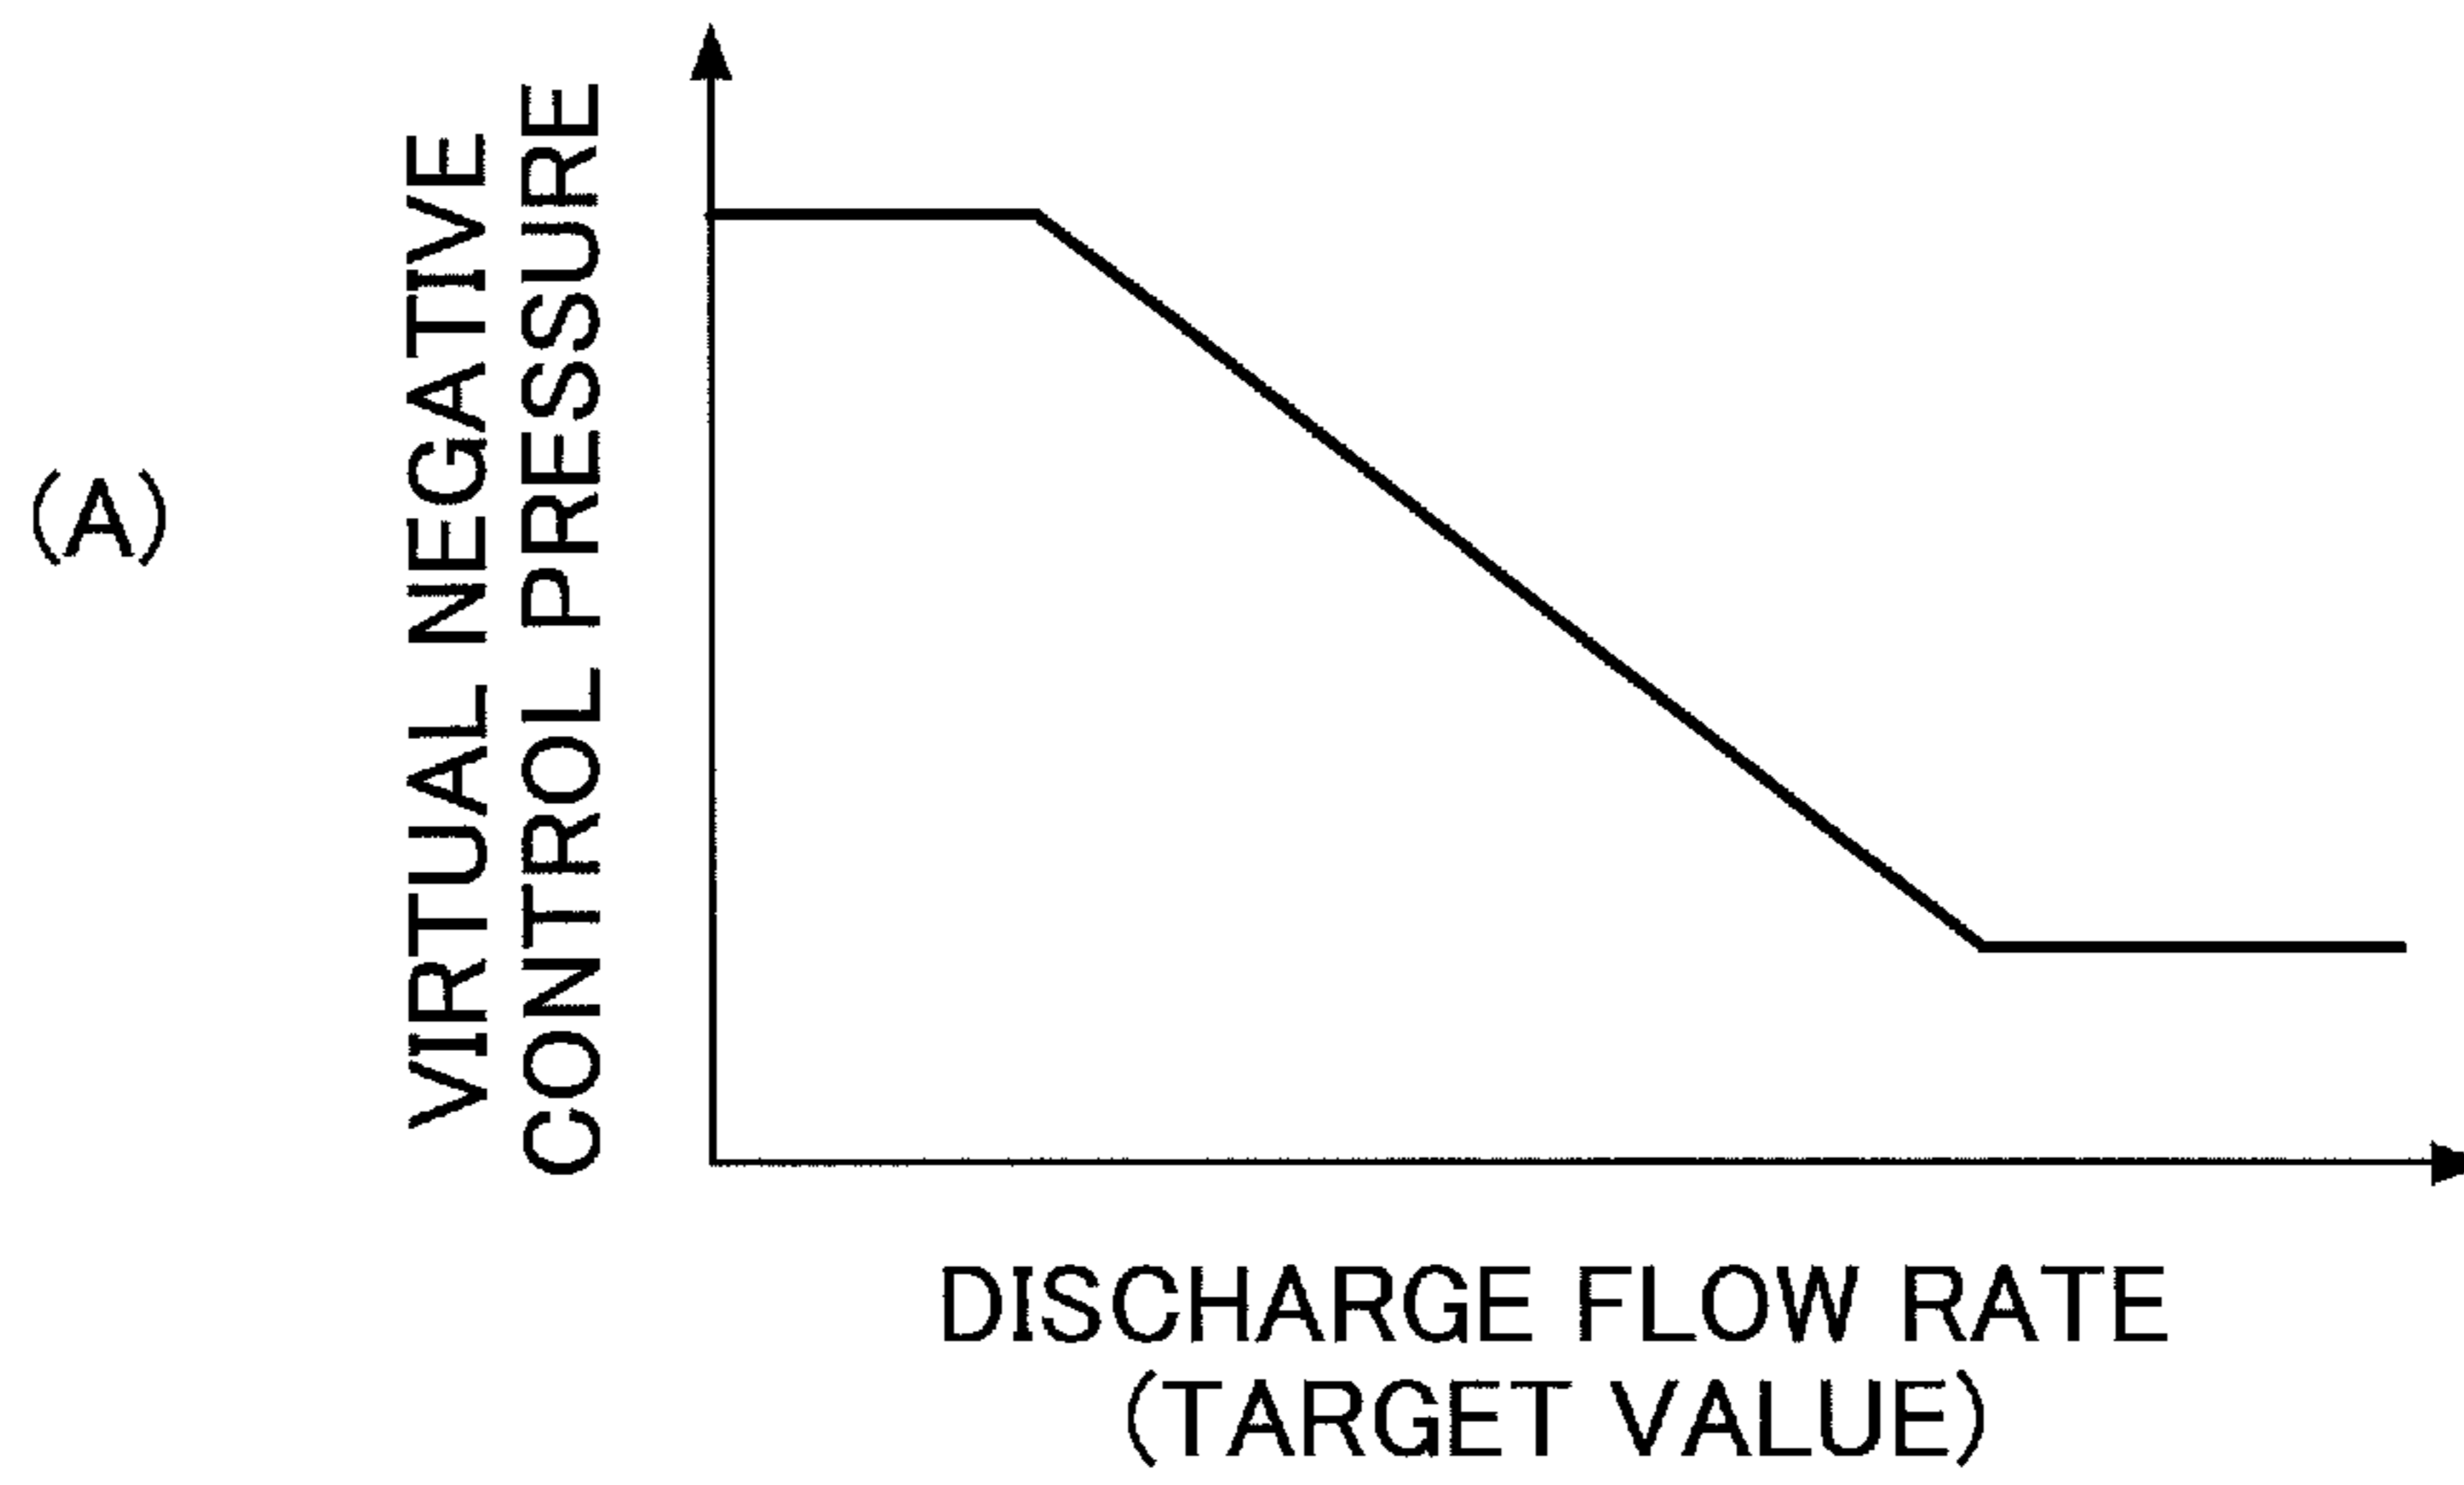 (A)
VIRTUAL NEGATIVE
CONTROL PRESSURE
DISCHARGE FLOW RATE
(TARGET VALUE)